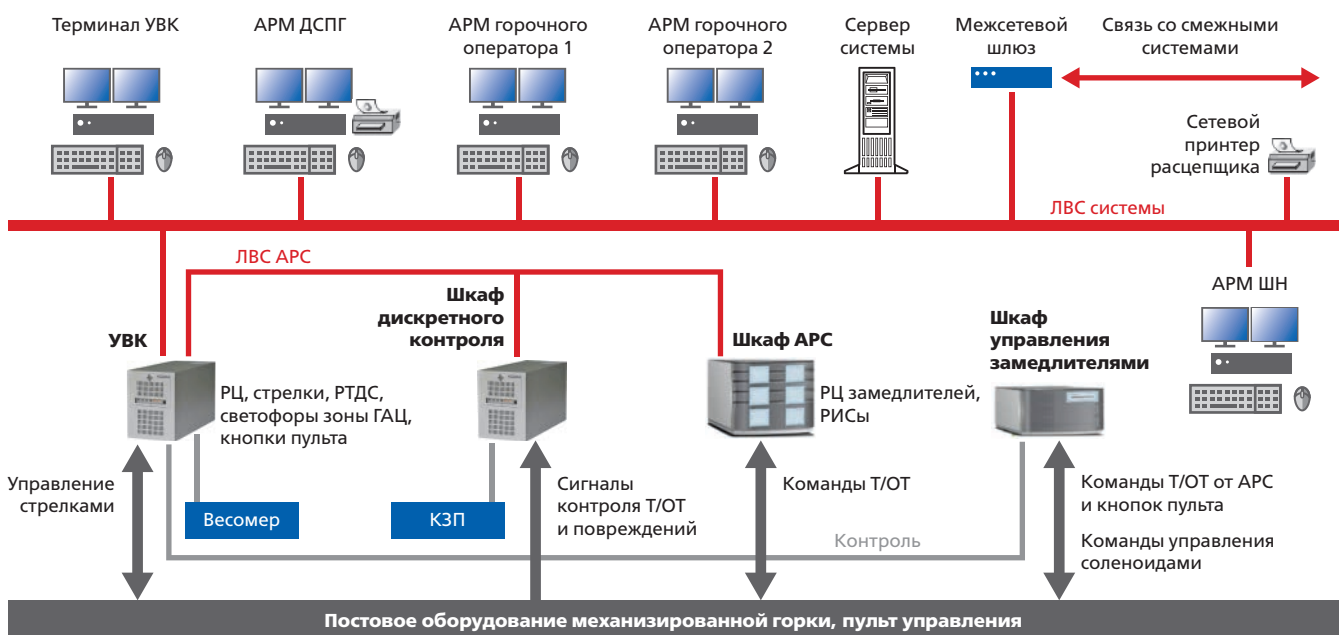 Терминал УВК
АРМ ДСПГ
АРМ горочного
оператора 1
АРМ горочного
оператора 2
Сервер
системы
Межсетевой
шлюз
Связь со смежными
системами
Сетевой
принтер
расцепщика
ЛВС системы
ЛВС АРС
АРМ ШН
УВК
Шкаф
дискретного
контроля
Шкаф АРС
Шкаф
управления
замедлителями
РЦ, стрелки, РТДС,
светофоры зоны ГАЦ,
кнопки пульта
РЦ замедлителей,
РИСы
Управление
стрелками
Весомер
КЗП
Сигналы
контроля Т/ОТ
и повреждений
Команды Т/ОТ
Контроль
Команды Т/ОТ от АРС
и кнопок пульта
Команды управления
соленоидами
Постовое оборудование механизированной горки, пульт управления